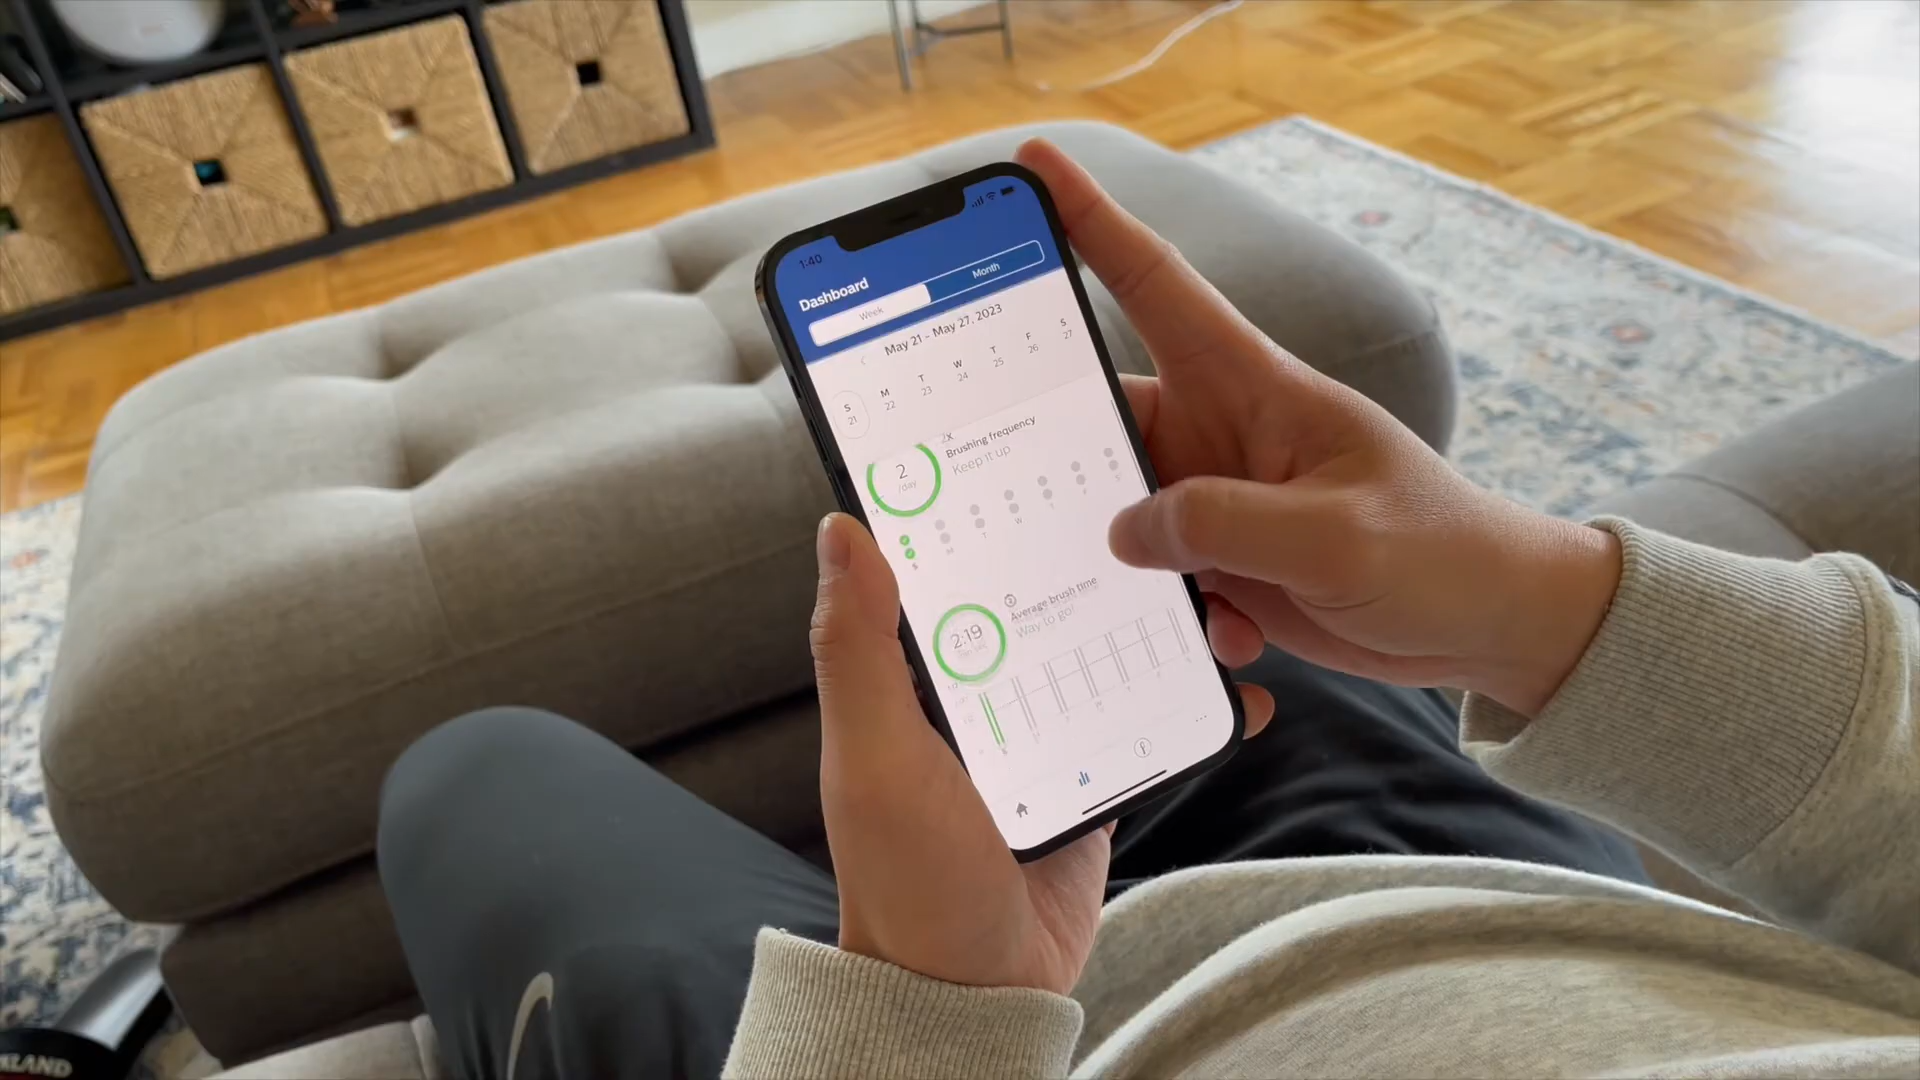 1:40
Dashboard
Week
Month
May 21 - May 27, 2023
S M T W T F S
21 22 23 24 25 26 27
2X
Brushing frequency
Keep it up
2
/day
S M T W T F S
Average brush time
Way to go!
2:19